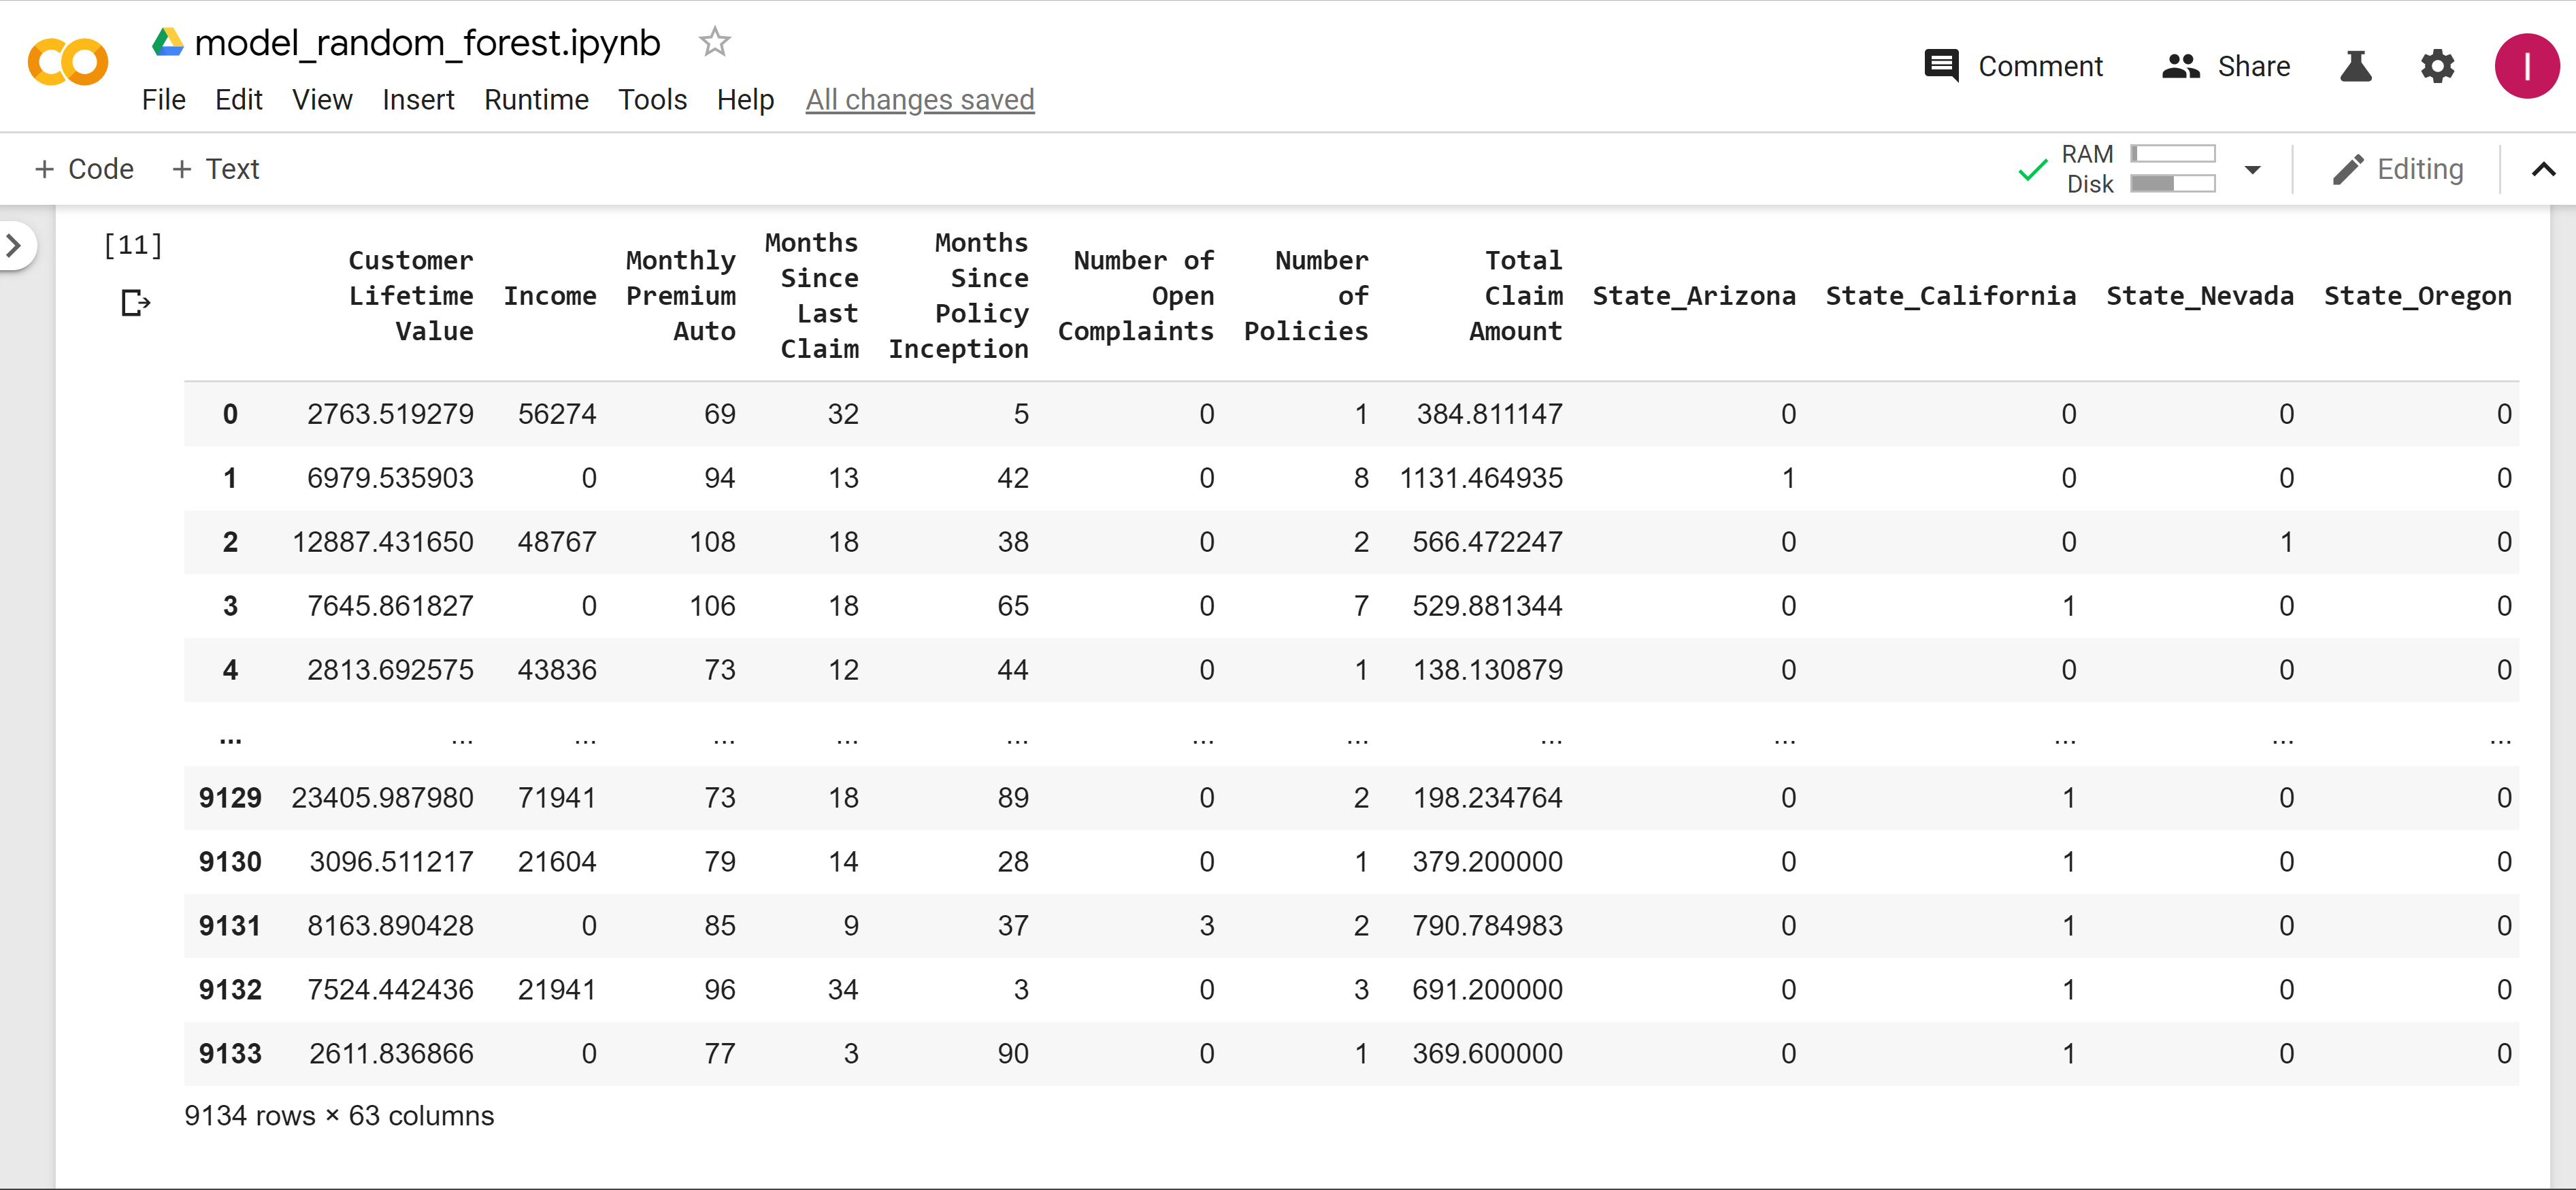 model_random_forest.ipynb
File Edit View Insert Runtime Tools Help All changes saved
Comment Share I
+ Code + Text
RAM
Disk
Editing
[11]
Customer Lifetime Value Income Monthly Premium Auto Months Since Last Claim Months Since Policy Inception Number of Open Complaints Number of Policies Total Claim Amount State_Arizona State_California State_Nevada State_Oregon
0 2763.519279 56274 69 32 5 0 1 384.811147 0 0 0 0
1 6979.535903 0 94 13 42 0 8 1131.464935 1 0 0 0
2 12887.431650 48767 108 18 38 0 2 566.472247 0 0 1 0
3 7645.861827 0 106 18 65 0 7 529.881344 0 1 0 0
4 2813.692575 43836 73 12 44 0 1 138.130879 0 0 0 0
... ... ... ... ... ... ... ... ... ... ... ... ...
9129 23405.987980 71941 73 18 89 0 2 198.234764 0 1 0 0
9130 3096.511217 21604 79 14 28 0 1 379.200000 0 1 0 0
9131 8163.890428 0 85 9 37 3 2 790.784983 0 1 0 0
9132 7524.442436 21941 96 34 3 0 3 691.200000 0 1 0 0
9133 2611.836866 0 77 3 90 0 1 369.600000 0 1 0 0
9134 rows × 63 columns